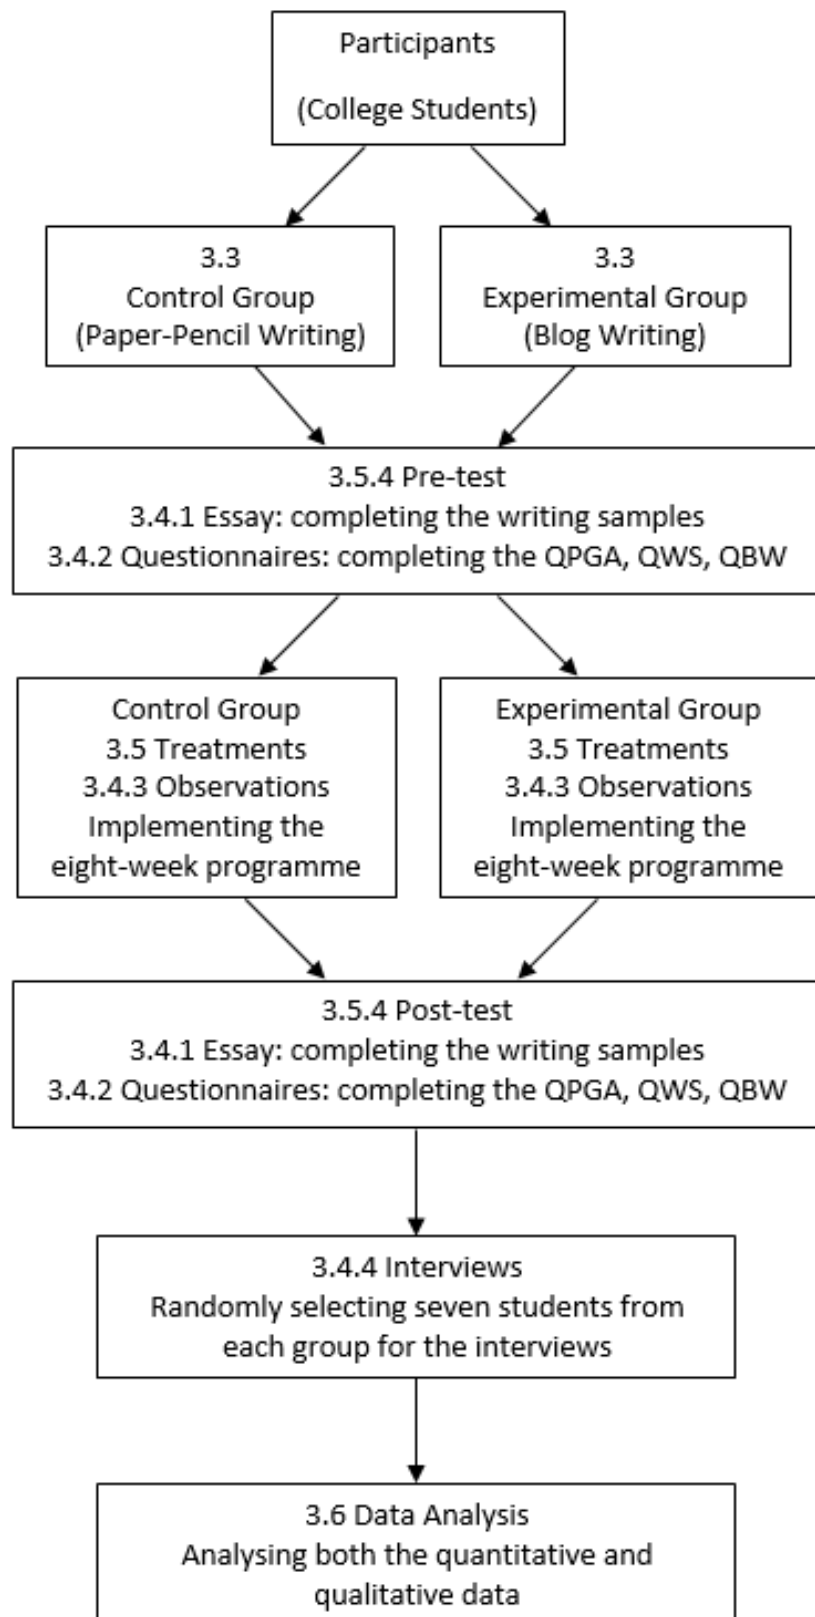 Participants
(College Students)
3.3
Control Group
(Paper-Pencil Writing)
3.3
Experimental Group
(Blog Writing)
3.5.4 Pre-test
3.4.1 Essay: completing the writing samples
3.4.2 Questionnaires: completing the QPGA, QWS, QBW
Control Group
3.5 Treatments
3.4.3 Observations
Implementing the
eight-week programme
Experimental Group
3.5 Treatments
3.4.3 Observations
Implementing the
eight-week programme
3.5.4 Post-test
3.4.1 Essay: completing the writing samples
3.4.2 Questionnaires: completing the QPGA, QWS, QBW
3.4.4 Interviews
Randomly selecting seven students from
each group for the interviews
3.6 Data Analysis
Analysing both the quantitative and
qualitative data